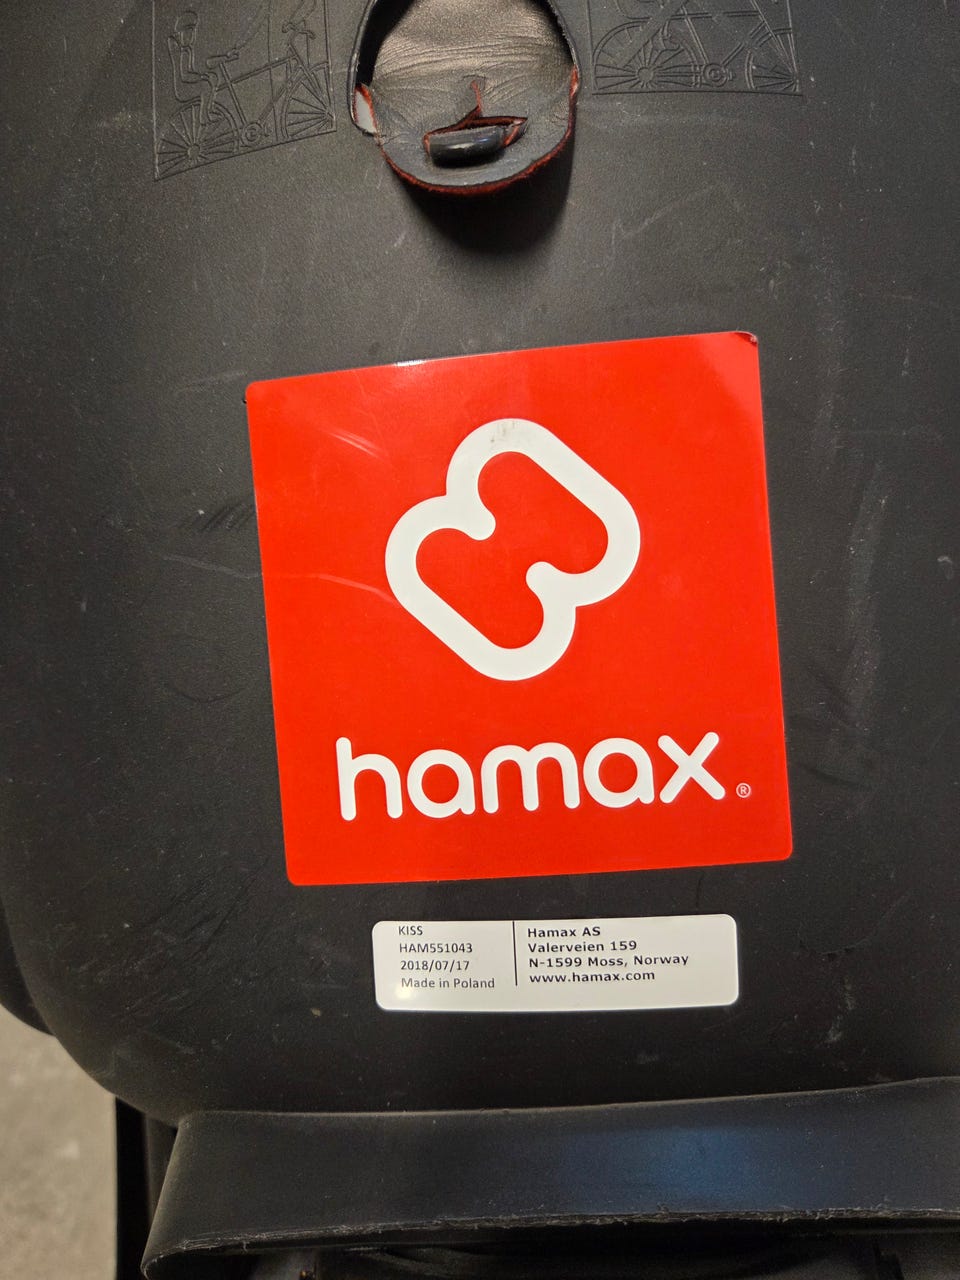 hamax®
KISS
HAM551043
2018/07/17
Made in Poland
Hamax AS
Valerveien 159
N-1599 Moss, Norway
www.hamax.com